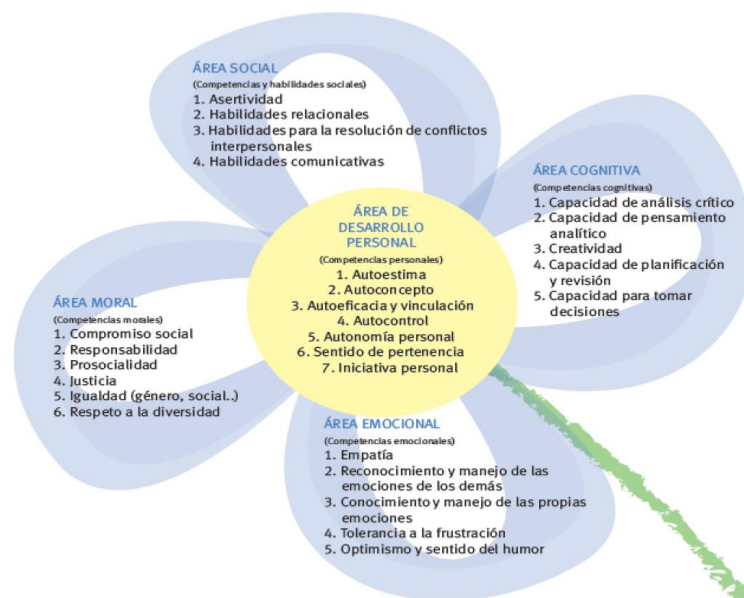 ÁREA SOCIAL
(Competencias y habilidades sociales)
1. Asertividad
2. Habilidades relacionales
3. Habilidades para la resolución de conflictos
interpersonales
4. Habilidades comunicativas
ÁREA COGNITIVA
(Competencias cognitivas)
1. Capacidad de análisis crítico
2. Capacidad de pensamiento
analítico
3. Creatividad
4. Capacidad de planificación
y revisión
5. Capacidad para tomar
decisiones
ÁREA DE
DESARROLLO
PERSONAL
(Competencias personales)
1. Autoestima
2. Autoconcepto
3. Autoeficacia y vinculación
4. Autocontrol
5. Autonomía personal
6. Sentido de pertenencia
7. Iniciativa personal
ÁREA MORAL
(Competencias morales)
1. Compromiso social
2. Responsabilidad
3. Prosocialidad
4. Justicia
5. Igualdad (género, social..)
6. Respeto a la diversidad
ÁREA EMOCIONAL
(Competencias emocionales)
1. Empatía
2. Reconocimiento y manejo de las
emociones de los demás
3. Conocimiento y manejo de las propias
emociones
4. Tolerancia a la frustración
5. Optimismo y sentido del humor